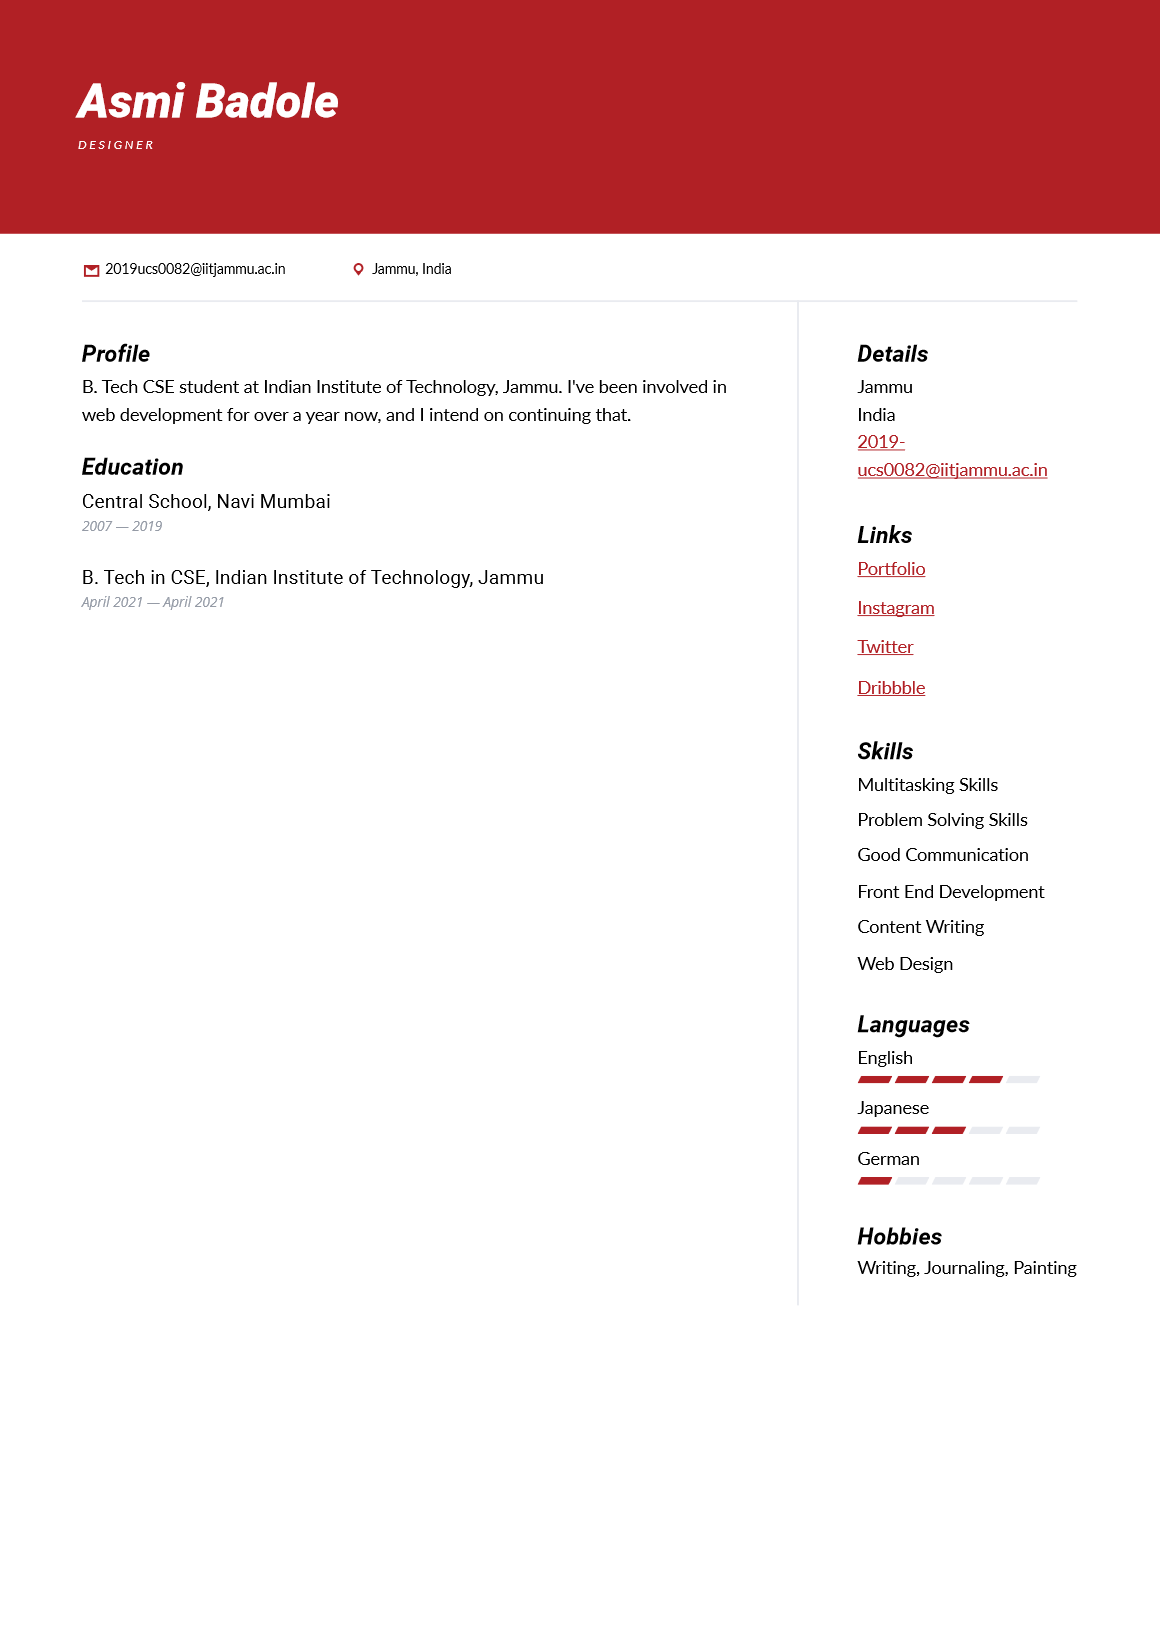 Asmi Badole
DESIGNER
2019ucs0082@iitjammu.ac.in
Jammu, India
Profile
B. Tech CSE student at Indian Institute of Technology, Jammu. I've been involved in
web development for over a year now, and I intend on continuing that.
Education
Central School, Navi Mumbai
2007 — 2019
B. Tech in CSE, Indian Institute of Technology, Jammu
April 2021 — April 2021
Details
Jammu
India
2019-
ucs0082@iitjammu.ac.in
Links
Portfolio
Instagram
Twitter
Dribbble
Skills
Multitasking Skills
Problem Solving Skills
Good Communication
Front End Development
Content Writing
Web Design
Languages
English
Japanese
German
Hobbies
Writing, Journaling, Painting